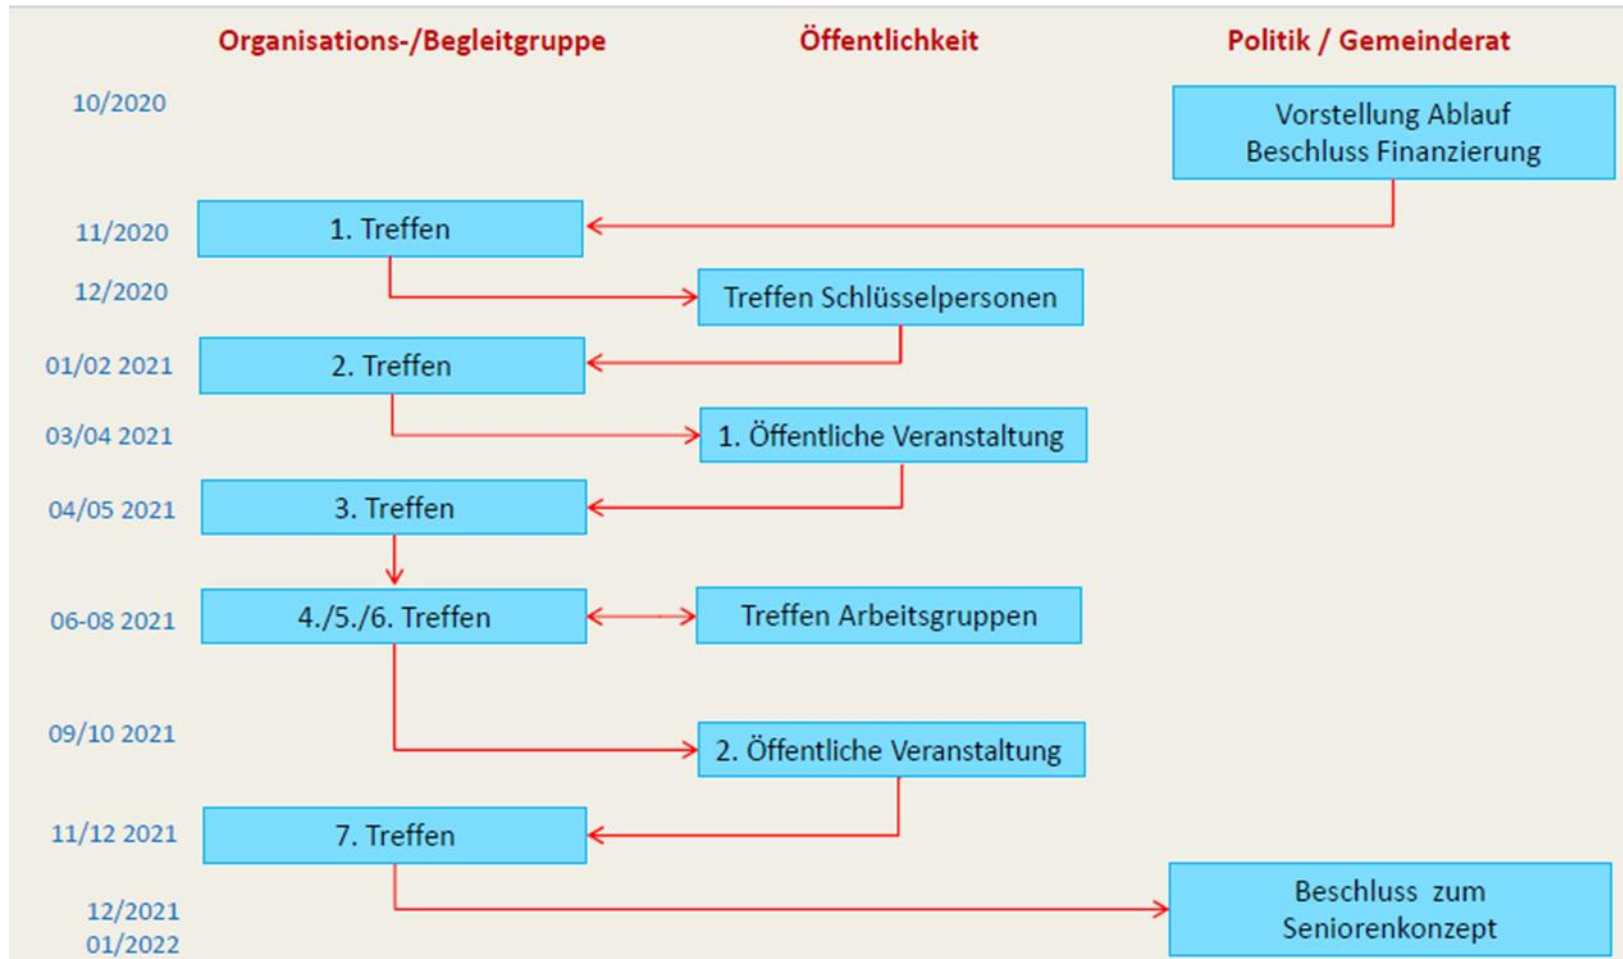 Organisations-/Begleitgruppe
Öffentlichkeit
Politik / Gemeinderat
10/2020
Vorstellung Ablauf
Beschluss Finanzierung
11/2020
1. Treffen
12/2020
Treffen Schlüsselpersonen
01/02 2021
2. Treffen
03/04 2021
1. Öffentliche Veranstaltung
04/05 2021
3. Treffen
06-08 2021
4./5./6. Treffen
Treffen Arbeitsgruppen
09/10 2021
2. Öffentliche Veranstaltung
11/12 2021
7. Treffen
12/2021
01/2022
Beschluss zum
Seniorenkonzept